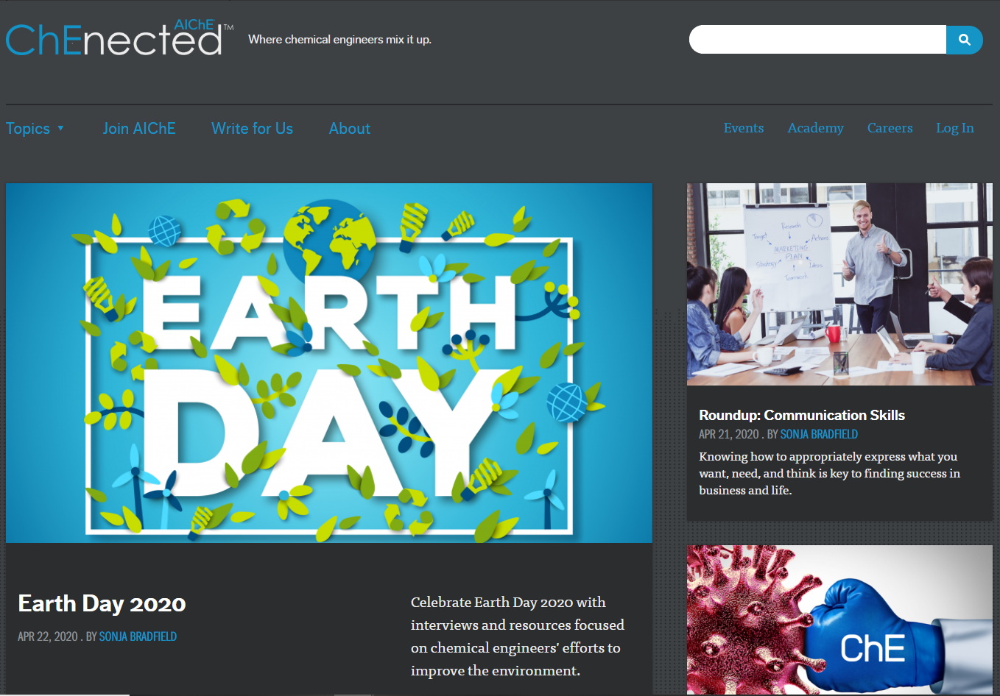 AIChE
ChEnected™
Where chemical engineers mix it up.
Topics ▼
Join AIChE
Write for Us
About
Events
Academy
Careers
Log In
EARTH
DAY
Research
Target
Actions
MARKETING
PLAN
Strategy
Ideas
Teamwork
Roundup: Communication Skills
APR 21, 2020 . BY SONJA BRADFIELD
Knowing how to appropriately express what you
want, need, and think is key to finding success in
business and life.
Earth Day 2020
APR 22, 2020 . BY SONJA BRADFIELD
Celebrate Earth Day 2020 with
interviews and resources focused
on chemical engineers' efforts to
improve the environment.
ChE